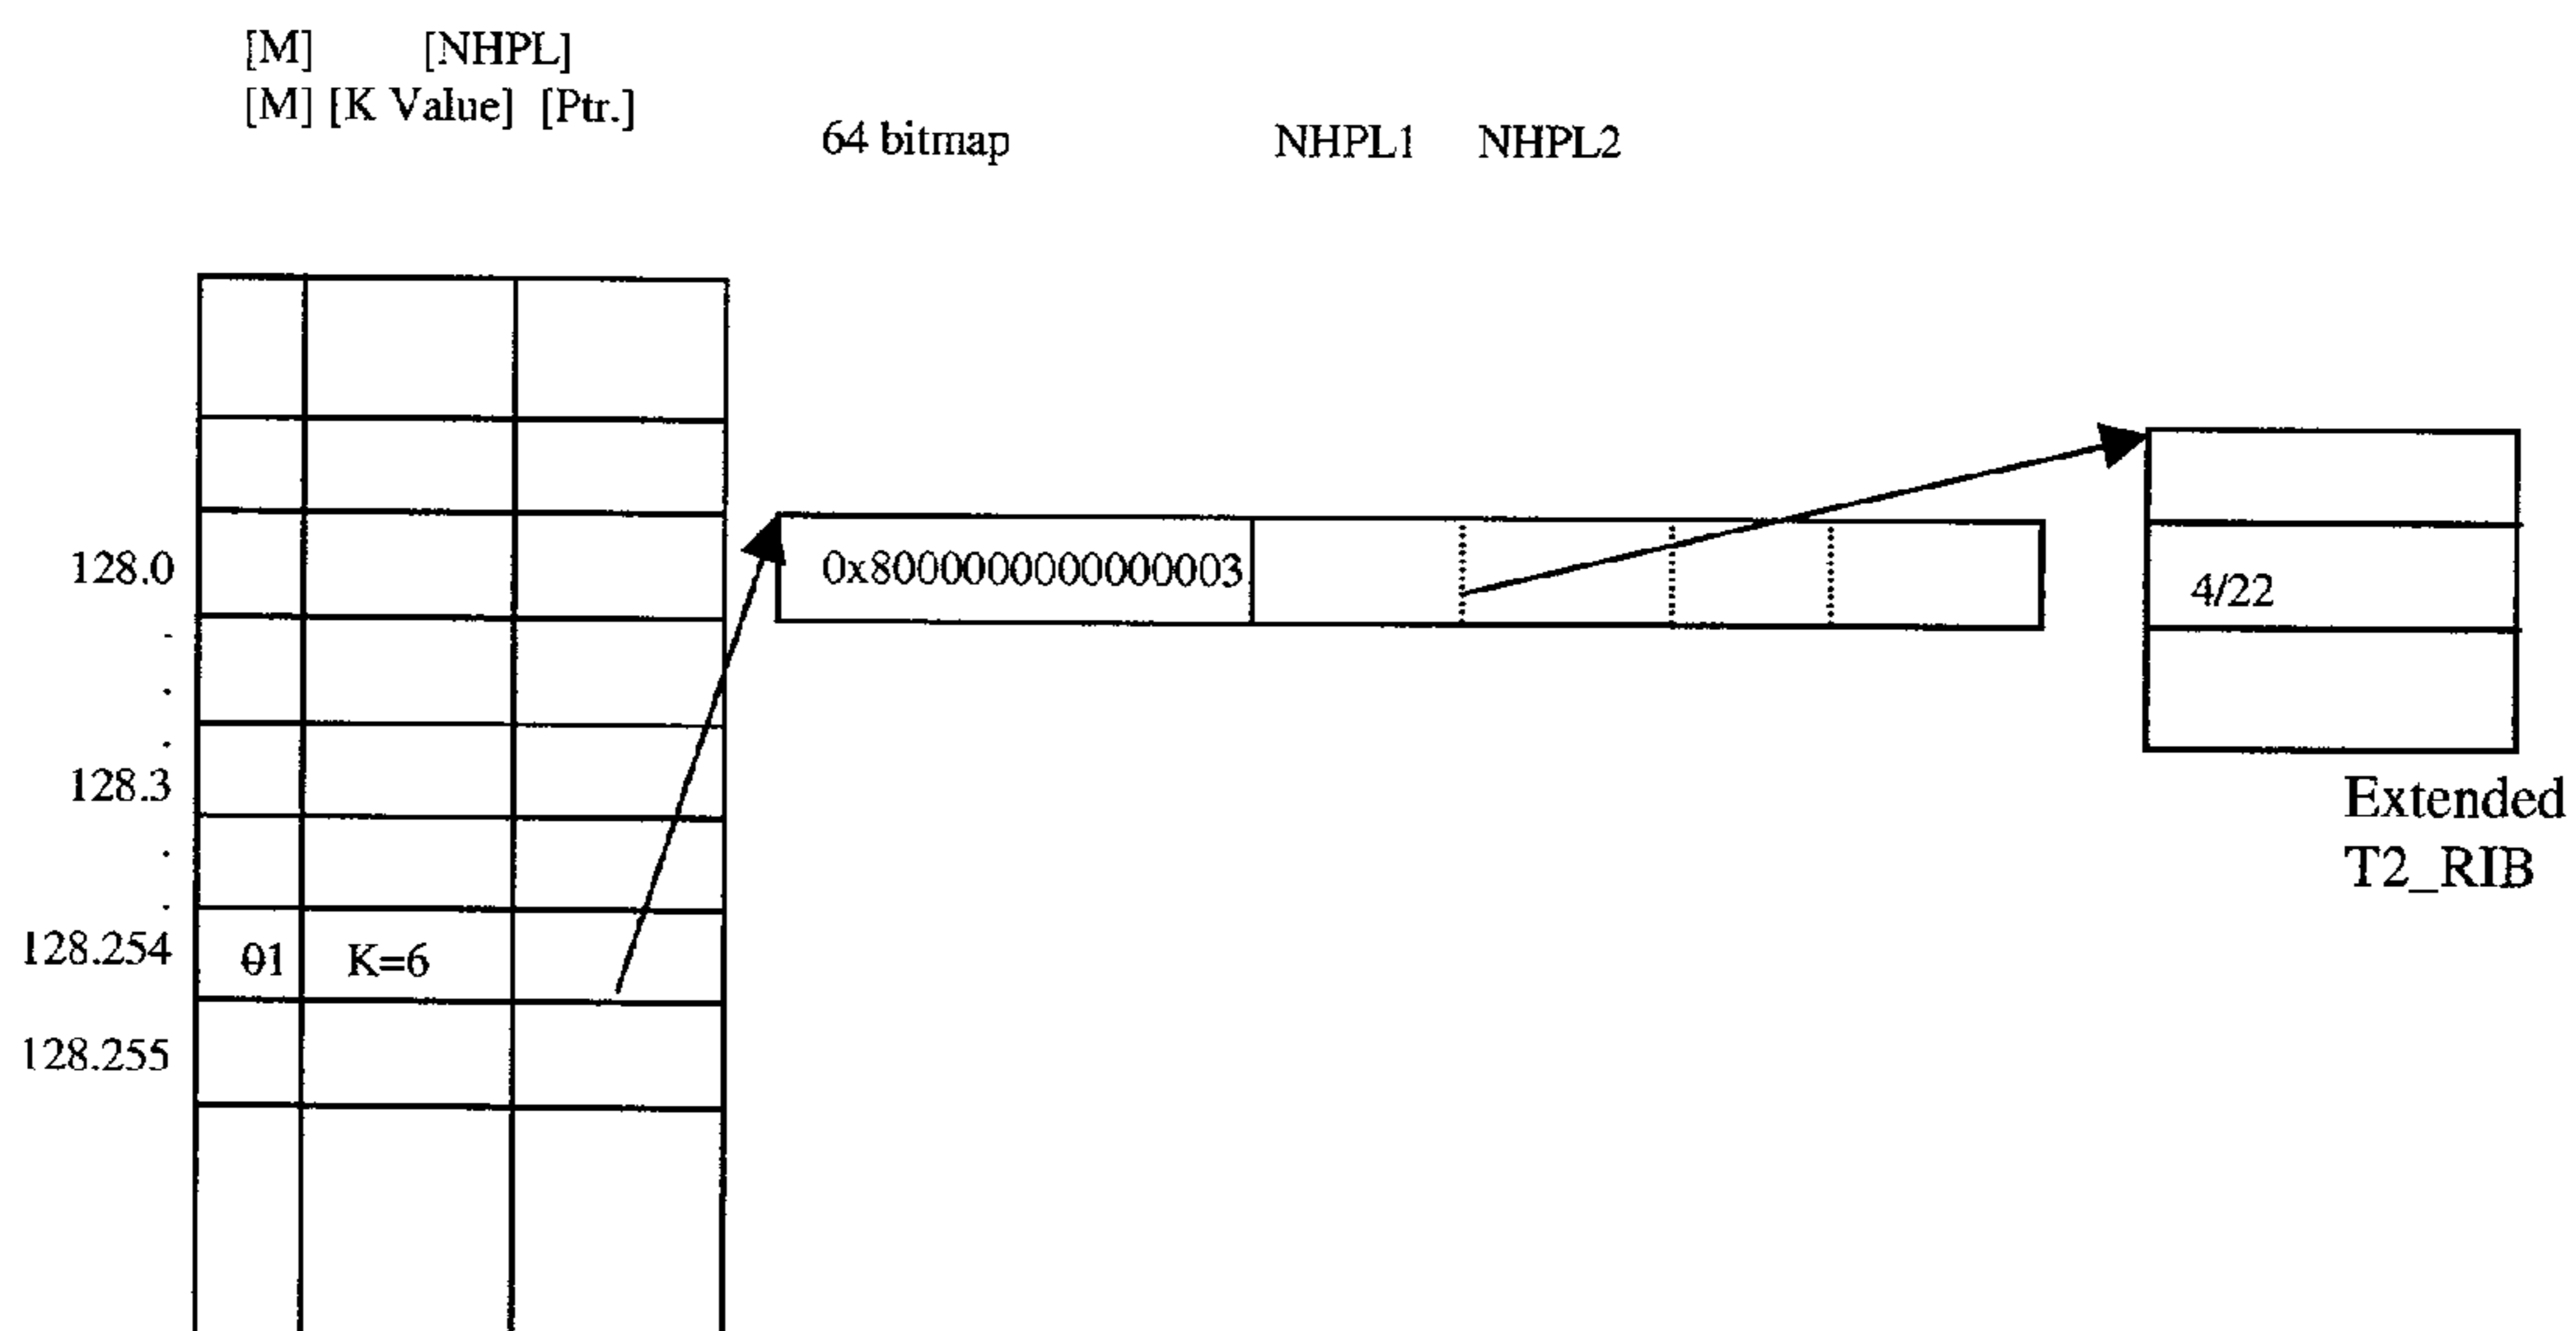 [M] [NHPL]
[M] [K Value] [Ptr.]
64 bitmap NHPL1 NHPL2
128.0 0x8000000000000003
4/22
128.3
Extended
T2_RIB
128.254 01 K=6
128.255